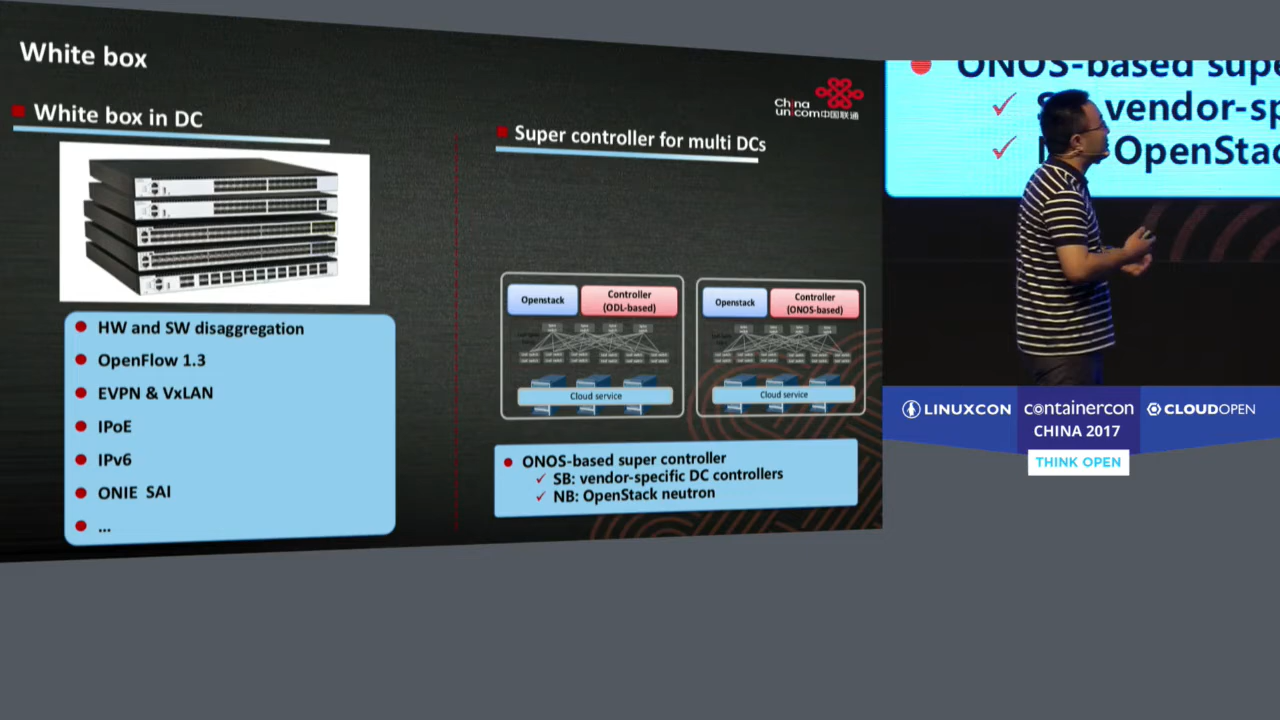 White box
White box in DC
HW and SW disaggregation
OpenFlow 1.3
EVPN & VxLAN
IPoE
IPv6
ONIE SAI
...
China
unicom中国联通
Super controller for multi DCs
Openstack
Controller
(ODL-based)
Cloud service
Openstack
Controller
(ONOS-based)
Cloud service
ONOS-based super controller
SB: vendor-specific DC controllers
NB: OpenStack neutron
ONOS-based supe
vendor-sp
OpenStac
LINUXCON
containercon
CLOUDOPEN
CHINA 2017
THINK OPEN